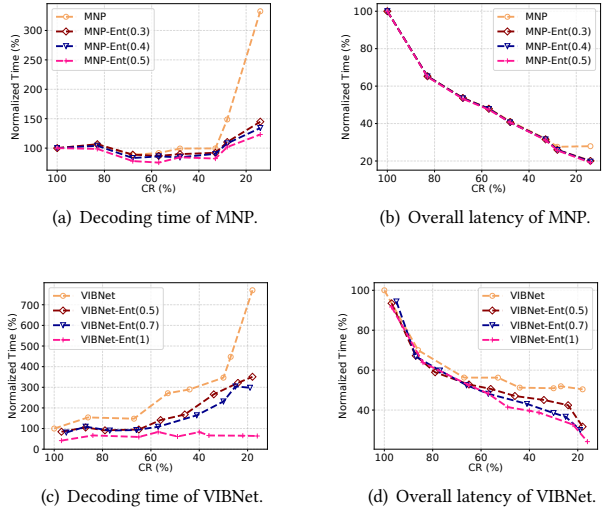 MNP
MNP-Ent(0.3)
MNP-Ent(0.4)
MNP-Ent(0.5)
Normalized Time (%)
300
250
200
150
100
100
80
60
40
20
CR (%)
(a) Decoding time of MNP.
MNP
MNP-Ent(0.3)
MNP-Ent(0.4)
MNP-Ent(0.5)
Normalized Time (%)
100
80
60
40
20
100
80
60
40
20
CR (%)
(b) Overall latency of MNP.
VIBNet
VIBNet-Ent(0.5)
VIBNet-Ent(0.7)
VIBNet-Ent(1)
Normalized Time (%)
700
600
500
400
300
200
100
0
100
80
60
40
20
CR (%)
(c) Decoding time of VIBNet.
VIBNet
VIBNet-Ent(0.5)
VIBNet-Ent(0.7)
VIBNet-Ent(1)
Normalized Time (%)
100
80
60
40
100
80
60
40
20
CR (%)
(d) Overall latency of VIBNet.